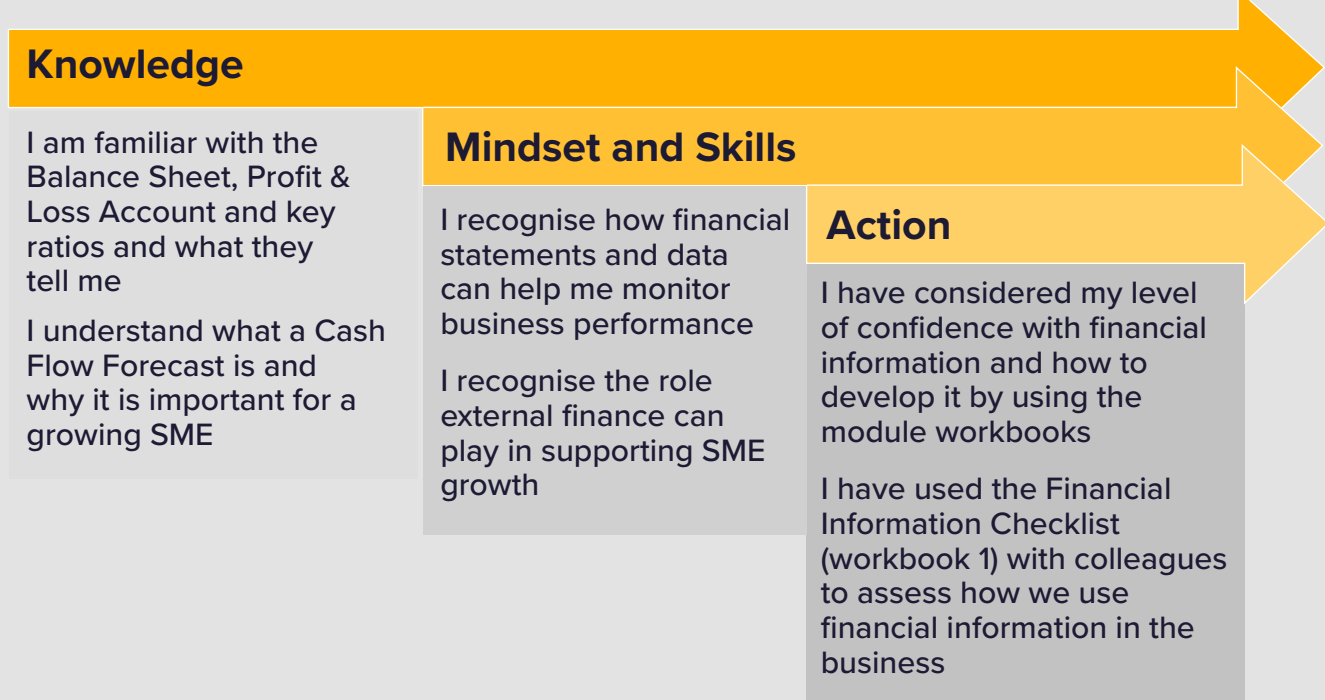 Knowledge
I am familiar with the
Balance Sheet, Profit &
Loss Account and key
ratios and what they
tell me
I understand what a Cash
Flow Forecast is and
why it is important for a
growing SME
Mindset and Skills
I recognise how financial
statements and data
can help me monitor
business performance
I recognise the role
external finance can
play in supporting SME
growth
Action
I have considered my level
of confidence with financial
information and how to
develop it by using the
module workbooks
I have used the Financial
Information Checklist
(workbook 1) with colleagues
to assess how we use
financial information in the
business